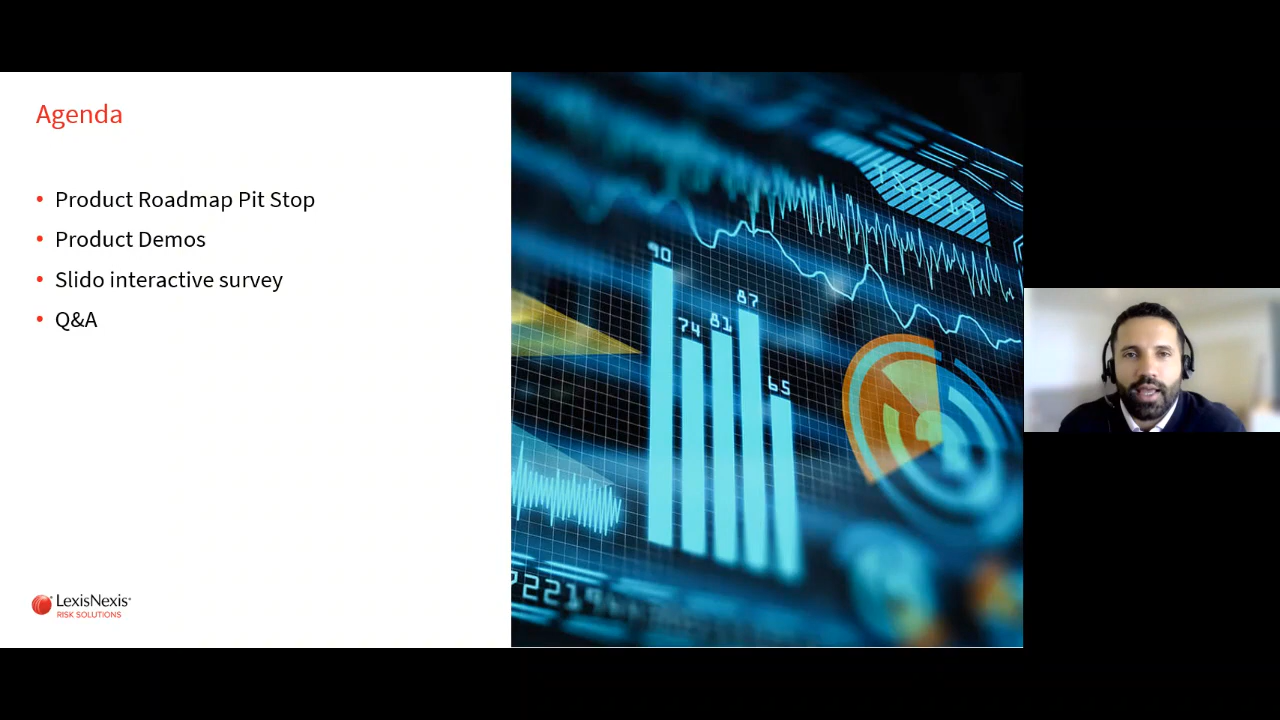 Agenda
• Product Roadmap Pit Stop
• Product Demos
• Slido interactive survey
• Q&A
90
74
81
87
65
LexisNexis®
RISK SOLUTIONS